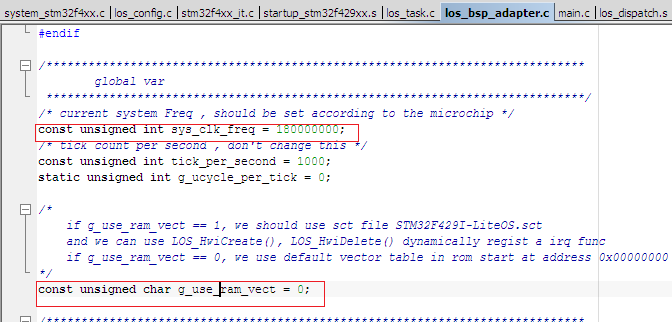 system_stm32f4xx.c los_config.c stm32f4xx_it.c startup_stm32f429xx.s los_task.c los_bsp_adapter.c main.c los_dispatch.s
#endif
/*****************************************************************************
global var
*****************************************************************************/
/* current system Freq , should be set according to the microchip */
const unsigned int sys_clk_freq = 180000000;
/* tick count per second , don't change this */
const unsigned int tick_per_second = 1000;
static unsigned int g_ucycle_per_tick = 0;
/*
if g_use_ram_vect == 1, we should use sct file STM32F429I-LiteOS.sct
and we can use LOS_HwiCreate(), LOS_HwiDelete() dynamically regist a irq func
if g_use_ram_vect == 0, we use default vector table in rom start at address 0x00000000
*/
const unsigned char g_use_ram_vect = 0;
/*****************************************************************************